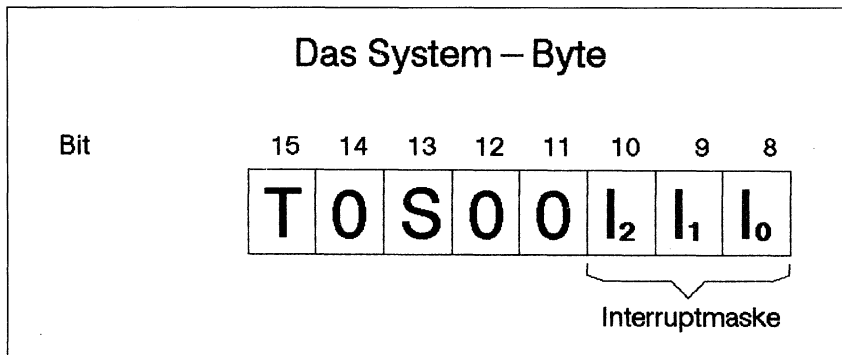 Das System – Byte
Bit 15 14 13 12 11 10 9 8
T 0 S 0 0 I₂ I₁ I₀
Interruptmaske